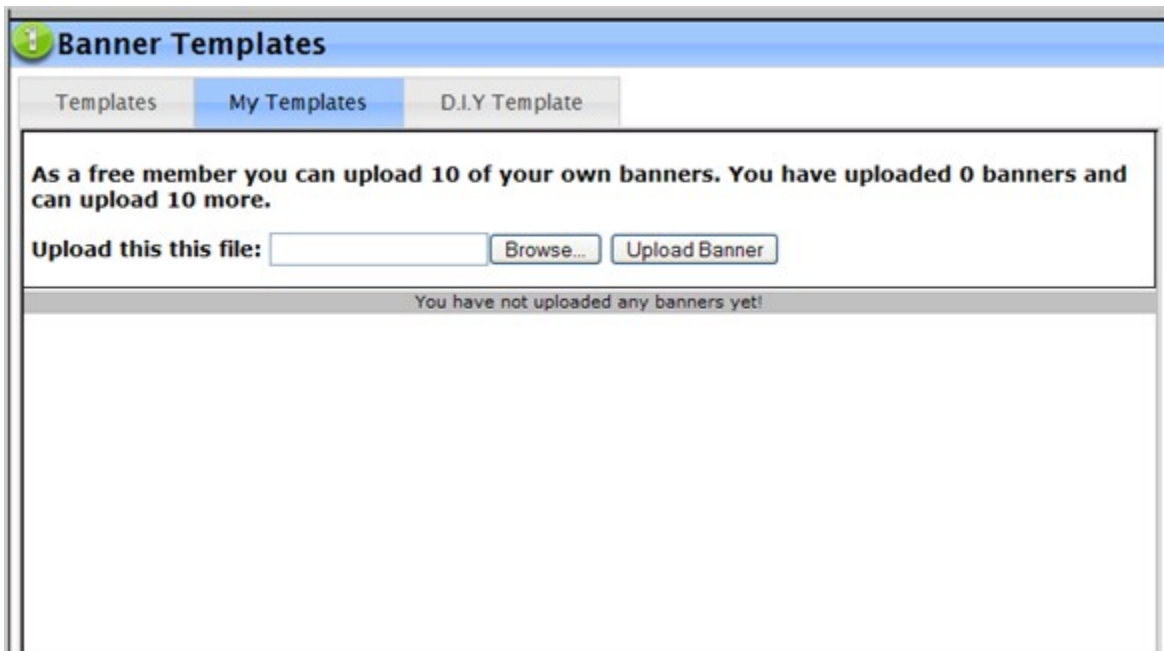 1 Banner Templates
Templates My Templates D.I.Y Template
As a free member you can upload 10 of your own banners. You have uploaded 0 banners and
can upload 10 more.
Upload this this file: Browse... Upload Banner
You have not uploaded any banners yet!